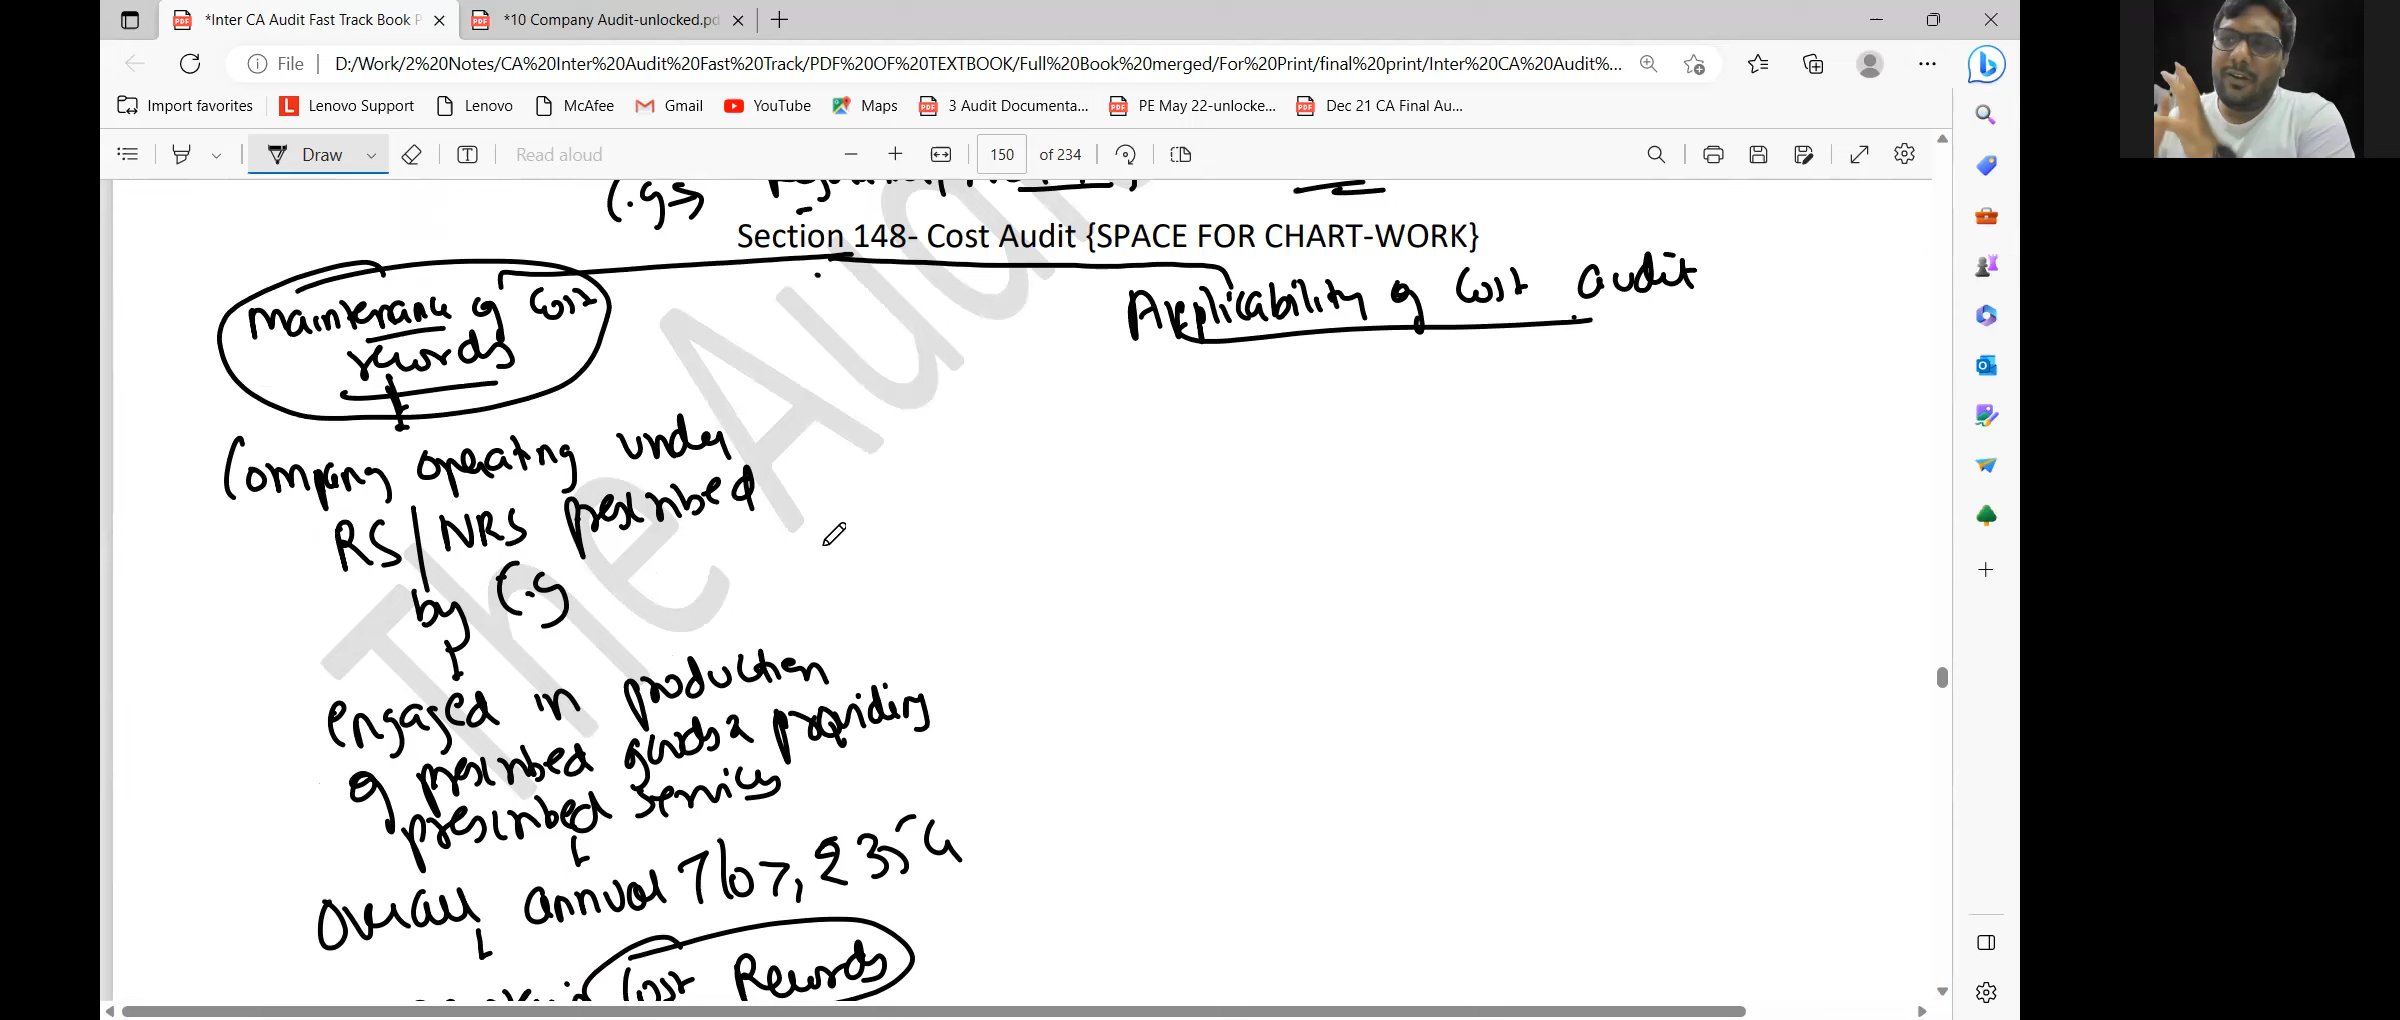 *Inter CA Audit Fast Track Book P
*10 Company Audit-unlocked.pd
File
D:/Work/2%20Notes/CA%20Inter%20Audit%20Fast%20Track/PDF%20OF%20TEXTBOOK/Full%20Book%20merged/For%20Print/final%20print/Inter%20CA%20Audit%...
Import favorites
Lenovo Support
Lenovo
McAfee
Gmail
YouTube
Maps
3 Audit Documenta...
PE May 22-unlocke...
Dec 21 CA Final Au...
Draw
Read aloud
150
of 234
C.G →
Section 148- Cost Audit {SPACE FOR CHART-WORK}
Maintenance of Cost
records
Applicability of Cost audit
Company operating under
RS/NRS prescribed
by C.G
engaged in production
of prescribed goods & providing
prescribed services
Overall annual T/o ≥ ₹ 35 Cr
Cost Records
The Aud